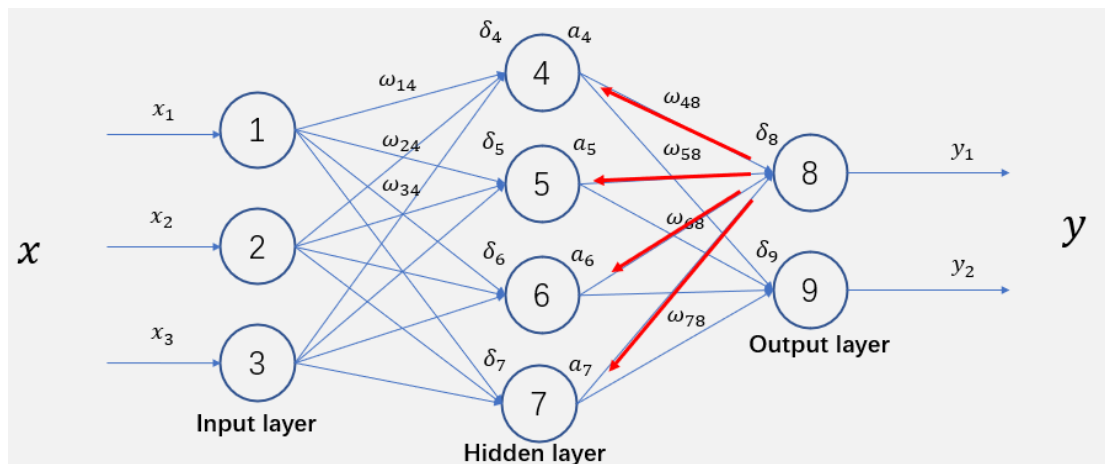 δ₄ a₄
4
ω₁₄
ω₄₈
x₁
1
δ₈
ω₂₄
δ₅ a₅
ω₅₈
y₁
8
ω₃₄
5
x₂
2
ω₆₈
x
y
δ₆ a₆
δ₉
y₂
6
9
x₃
3
ω₇₈
Output layer
δ₇ a₇
7
Input layer
Hidden layer